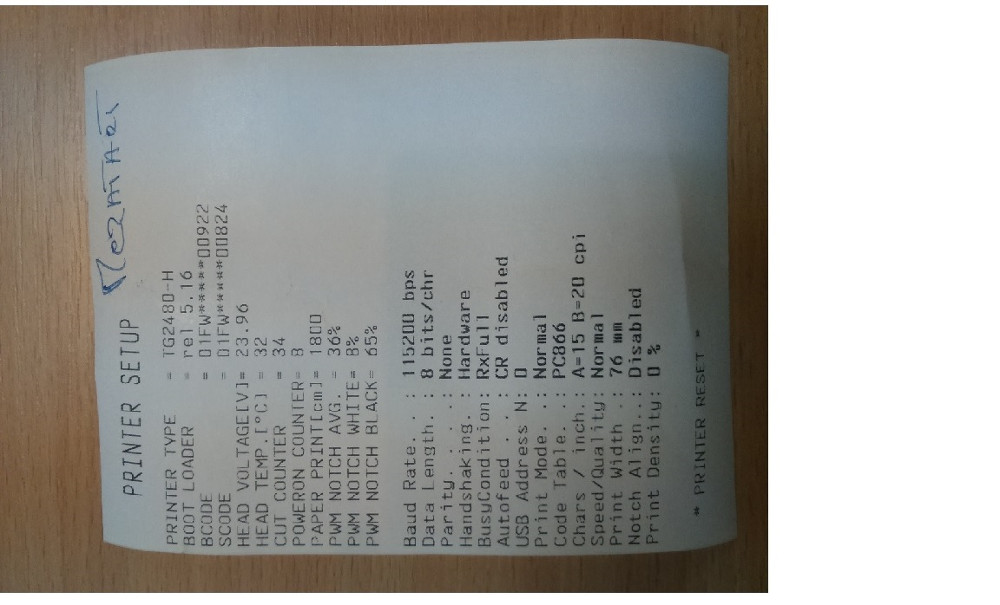 PRINTER SETUP
PRINTER TYPE = TG2480-H
BOOT LOADER = rel 5.16
BCODE = 01FW*****00922
SCODE = 01FW*****00824
HEAD VOLTAGE[V]= 23.96
HEAD TEMP.[°C] = 32
CUT COUNTER = 34
POWERON COUNTER= 8
PAPER PRINT[cm]= 1800
PWM NOTCH AVG. = 36%
PWM NOTCH WHITE= 8%
PWM NOTCH BLACK= 65%
Baud Rate. . : 115200 bps
Data Length. : 8 bits/chr
Parity. . . .: None
Handshaking. : Hardware
BusyCondition: RxFull
Autofeed . . : CR disabled
USB Address N: 0
Print Mode. .: Normal
Code Table. .: PC866
Chars / inch.: A=15 B=20 cpi
Speed/Quality: Normal
Print Width .: 76 mm
Notch Align..: Disabled
Print Density: 0 %
* PRINTER RESET *